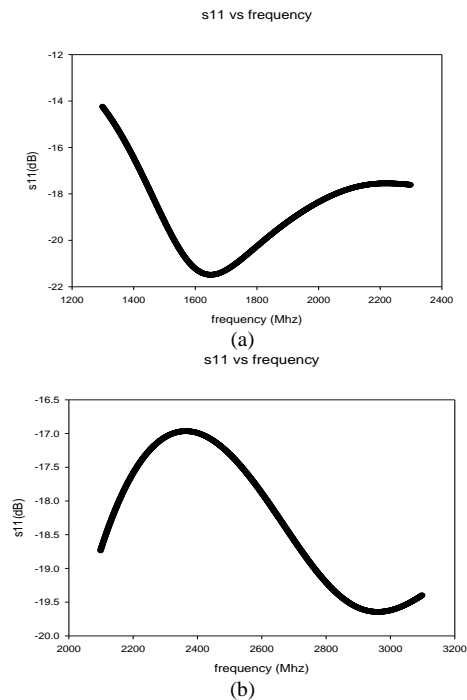 s11 vs frequency
-12
-14
-16
-18
-20
-22
s11(dB)
1200 1400 1600 1800 2000 2200 2400
frequency (Mhz)
(a)
s11 vs frequency
-16.5
-17.0
-17.5
-18.0
-18.5
-19.0
-19.5
-20.0
s11(dB)
2000 2200 2400 2600 2800 3000 3200
frequency (Mhz)
(b)